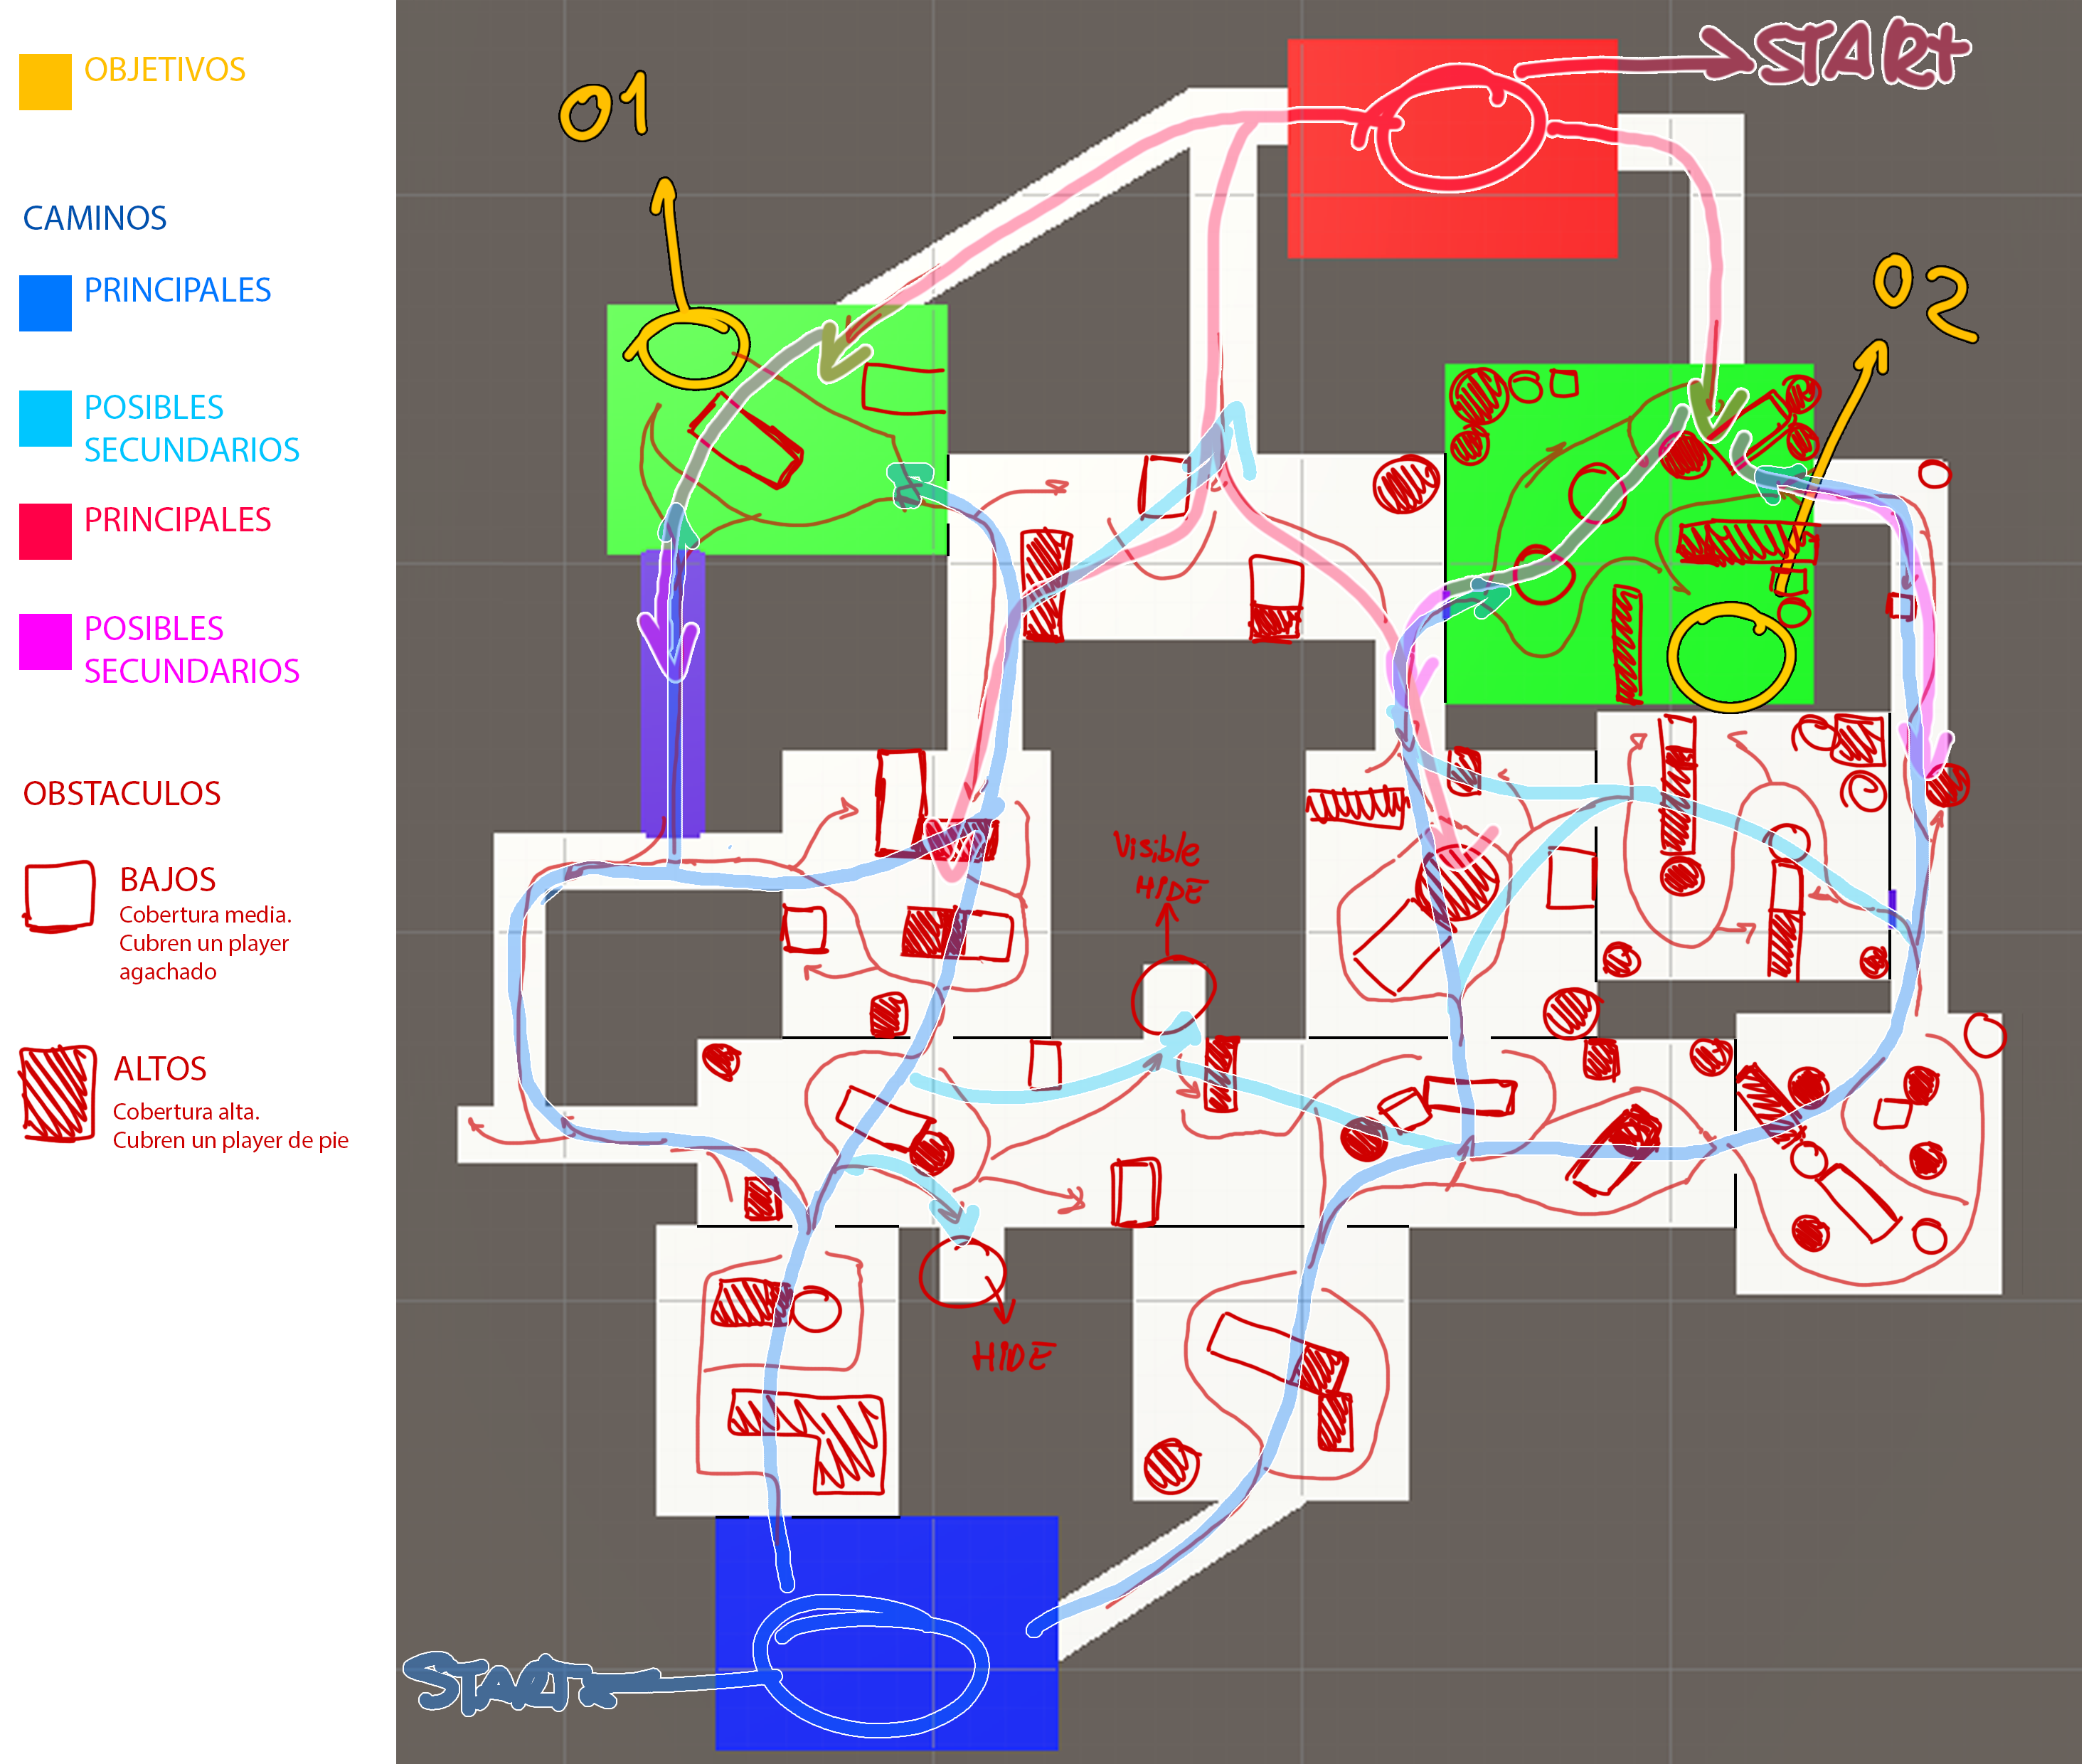 OBJETIVOS
CAMINOS
PRINCIPALES
POSIBLES
SECUNDARIOS
PRINCIPALES
POSIBLES
SECUNDARIOS
OBSTACULOS
BAJOS
Cobertura media.
Cubren un player
agachado
ALTOS
Cobertura alta.
Cubren un player de pie
START
01
02
Visible
HIDE
HIDE
START